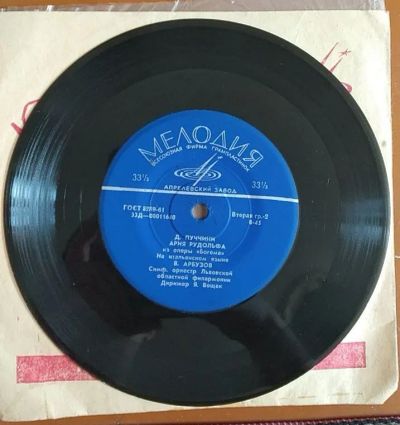 МЕЛОДИЯ
ВСЕСОЮЗНАЯ ФИРМА ГРАМПЛАСТИНОК
33⅓ 33⅓
АПРЕЛЕВСКИЙ ЗАВОД
ГОСТ 5289-61 Вторая гр.-2
33Д—00011640
Д. ПУЧЧИНИ
АРИЯ РУДОЛЬФА
из оперы «Богема»
На итальянском языке
В. АРБУЗОВ
Симф. оркестр Львовской
областной филармонии
Дирижер Я. Вощак